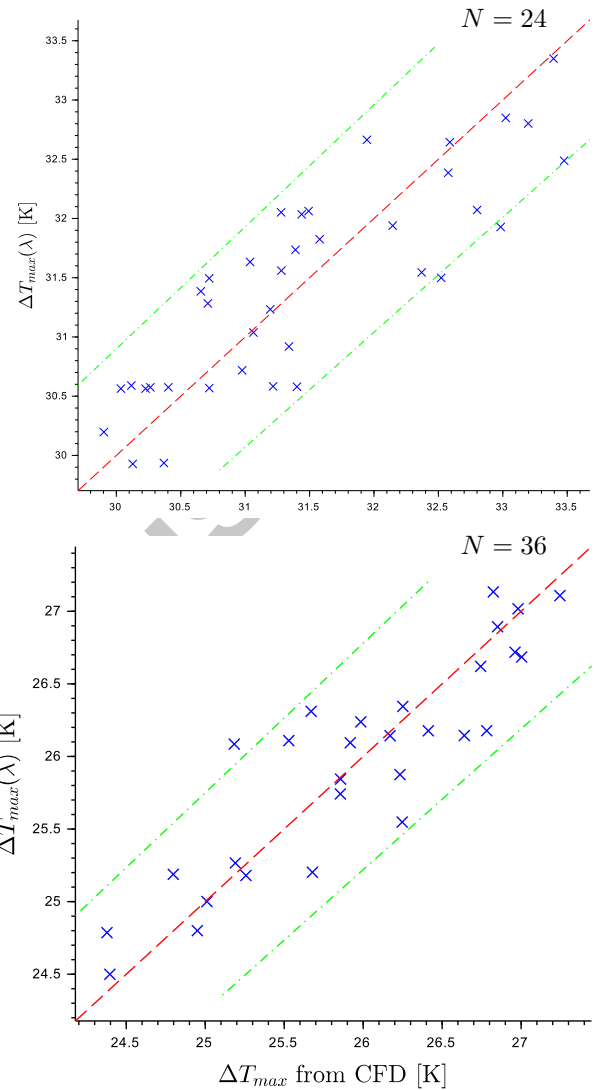 N = 24
33.5
33
32.5
32
31.5
31
30.5
30
ΔT_max(λ) [K]
30 30.5 31 31.5 32 32.5 33 33.5
N = 36
27
26.5
26
25.5
25
24.5
ΔT_max(λ) [K]
24.5 25 25.5 26 26.5 27
ΔT_max from CFD [K]